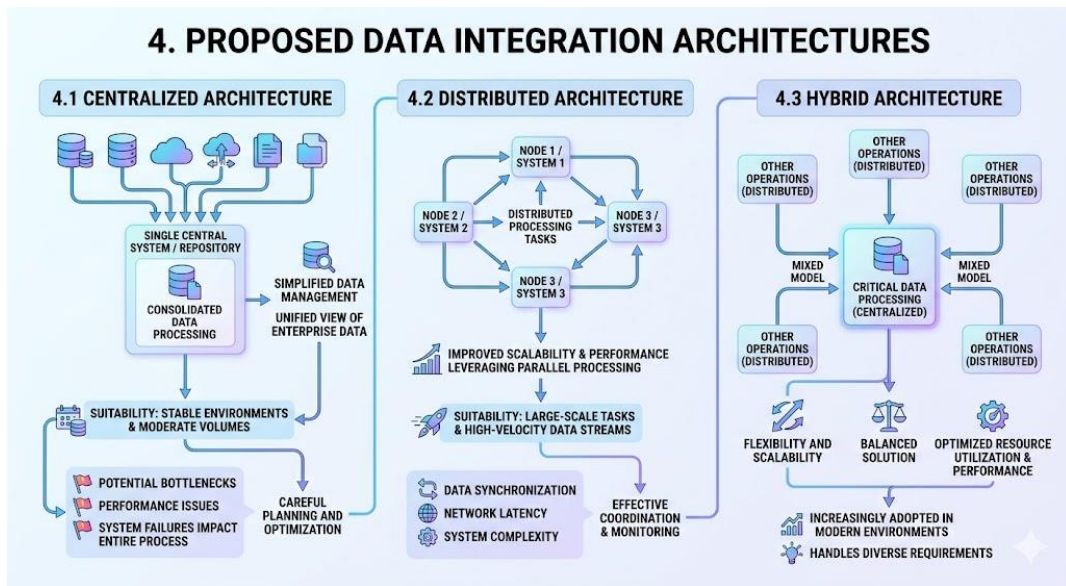 4. PROPOSED DATA INTEGRATION ARCHITECTURES
4.1 CENTRALIZED ARCHITECTURE
SINGLE CENTRAL
SYSTEM / REPOSITORY
CONSOLIDATED
DATA
PROCESSING
SIMPLIFIED DATA
MANAGEMENT
UNIFIED VIEW OF
ENTERPRISE DATA
SUITABILITY: STABLE ENVIRONMENTS
& MODERATE VOLUMES
POTENTIAL BOTTLENECKS
PERFORMANCE ISSUES
SYSTEM FAILURES IMPACT
ENTIRE PROCESS
CAREFUL
PLANNING AND
OPTIMIZATION
4.2 DISTRIBUTED ARCHITECTURE
NODE 1 /
SYSTEM 1
NODE 2 /
SYSTEM 2
DISTRIBUTED
PROCESSING
TASKS
NODE 3 /
SYSTEM 3
NODE 3 /
SYSTEM 3
IMPROVED SCALABILITY & PERFORMANCE
LEVERAGING PARALLEL PROCESSING
SUITABILITY: LARGE-SCALE TASKS
& HIGH-VELOCITY DATA STREAMS
DATA SYNCHRONIZATION
NETWORK LATENCY
SYSTEM COMPLEXITY
EFFECTIVE
COORDINATION
& MONITORING
4.3 HYBRID ARCHITECTURE
OTHER
OPERATIONS
(DISTRIBUTED)
OTHER
OPERATIONS
(DISTRIBUTED)
OTHER
OPERATIONS
(DISTRIBUTED)
MIXED
MODEL
CRITICAL DATA
PROCESSING
(CENTRALIZED)
MIXED
MODEL
OTHER
OPERATIONS
(DISTRIBUTED)
OTHER
OPERATIONS
(DISTRIBUTED)
FLEXIBILITY AND
SCALABILITY
BALANCED
SOLUTION
OPTIMIZED RESOURCE
UTILIZATION &
PERFORMANCE
INCREASINGLY ADOPTED IN
MODERN ENVIRONMENTS
HANDLES DIVERSE REQUIREMENTS